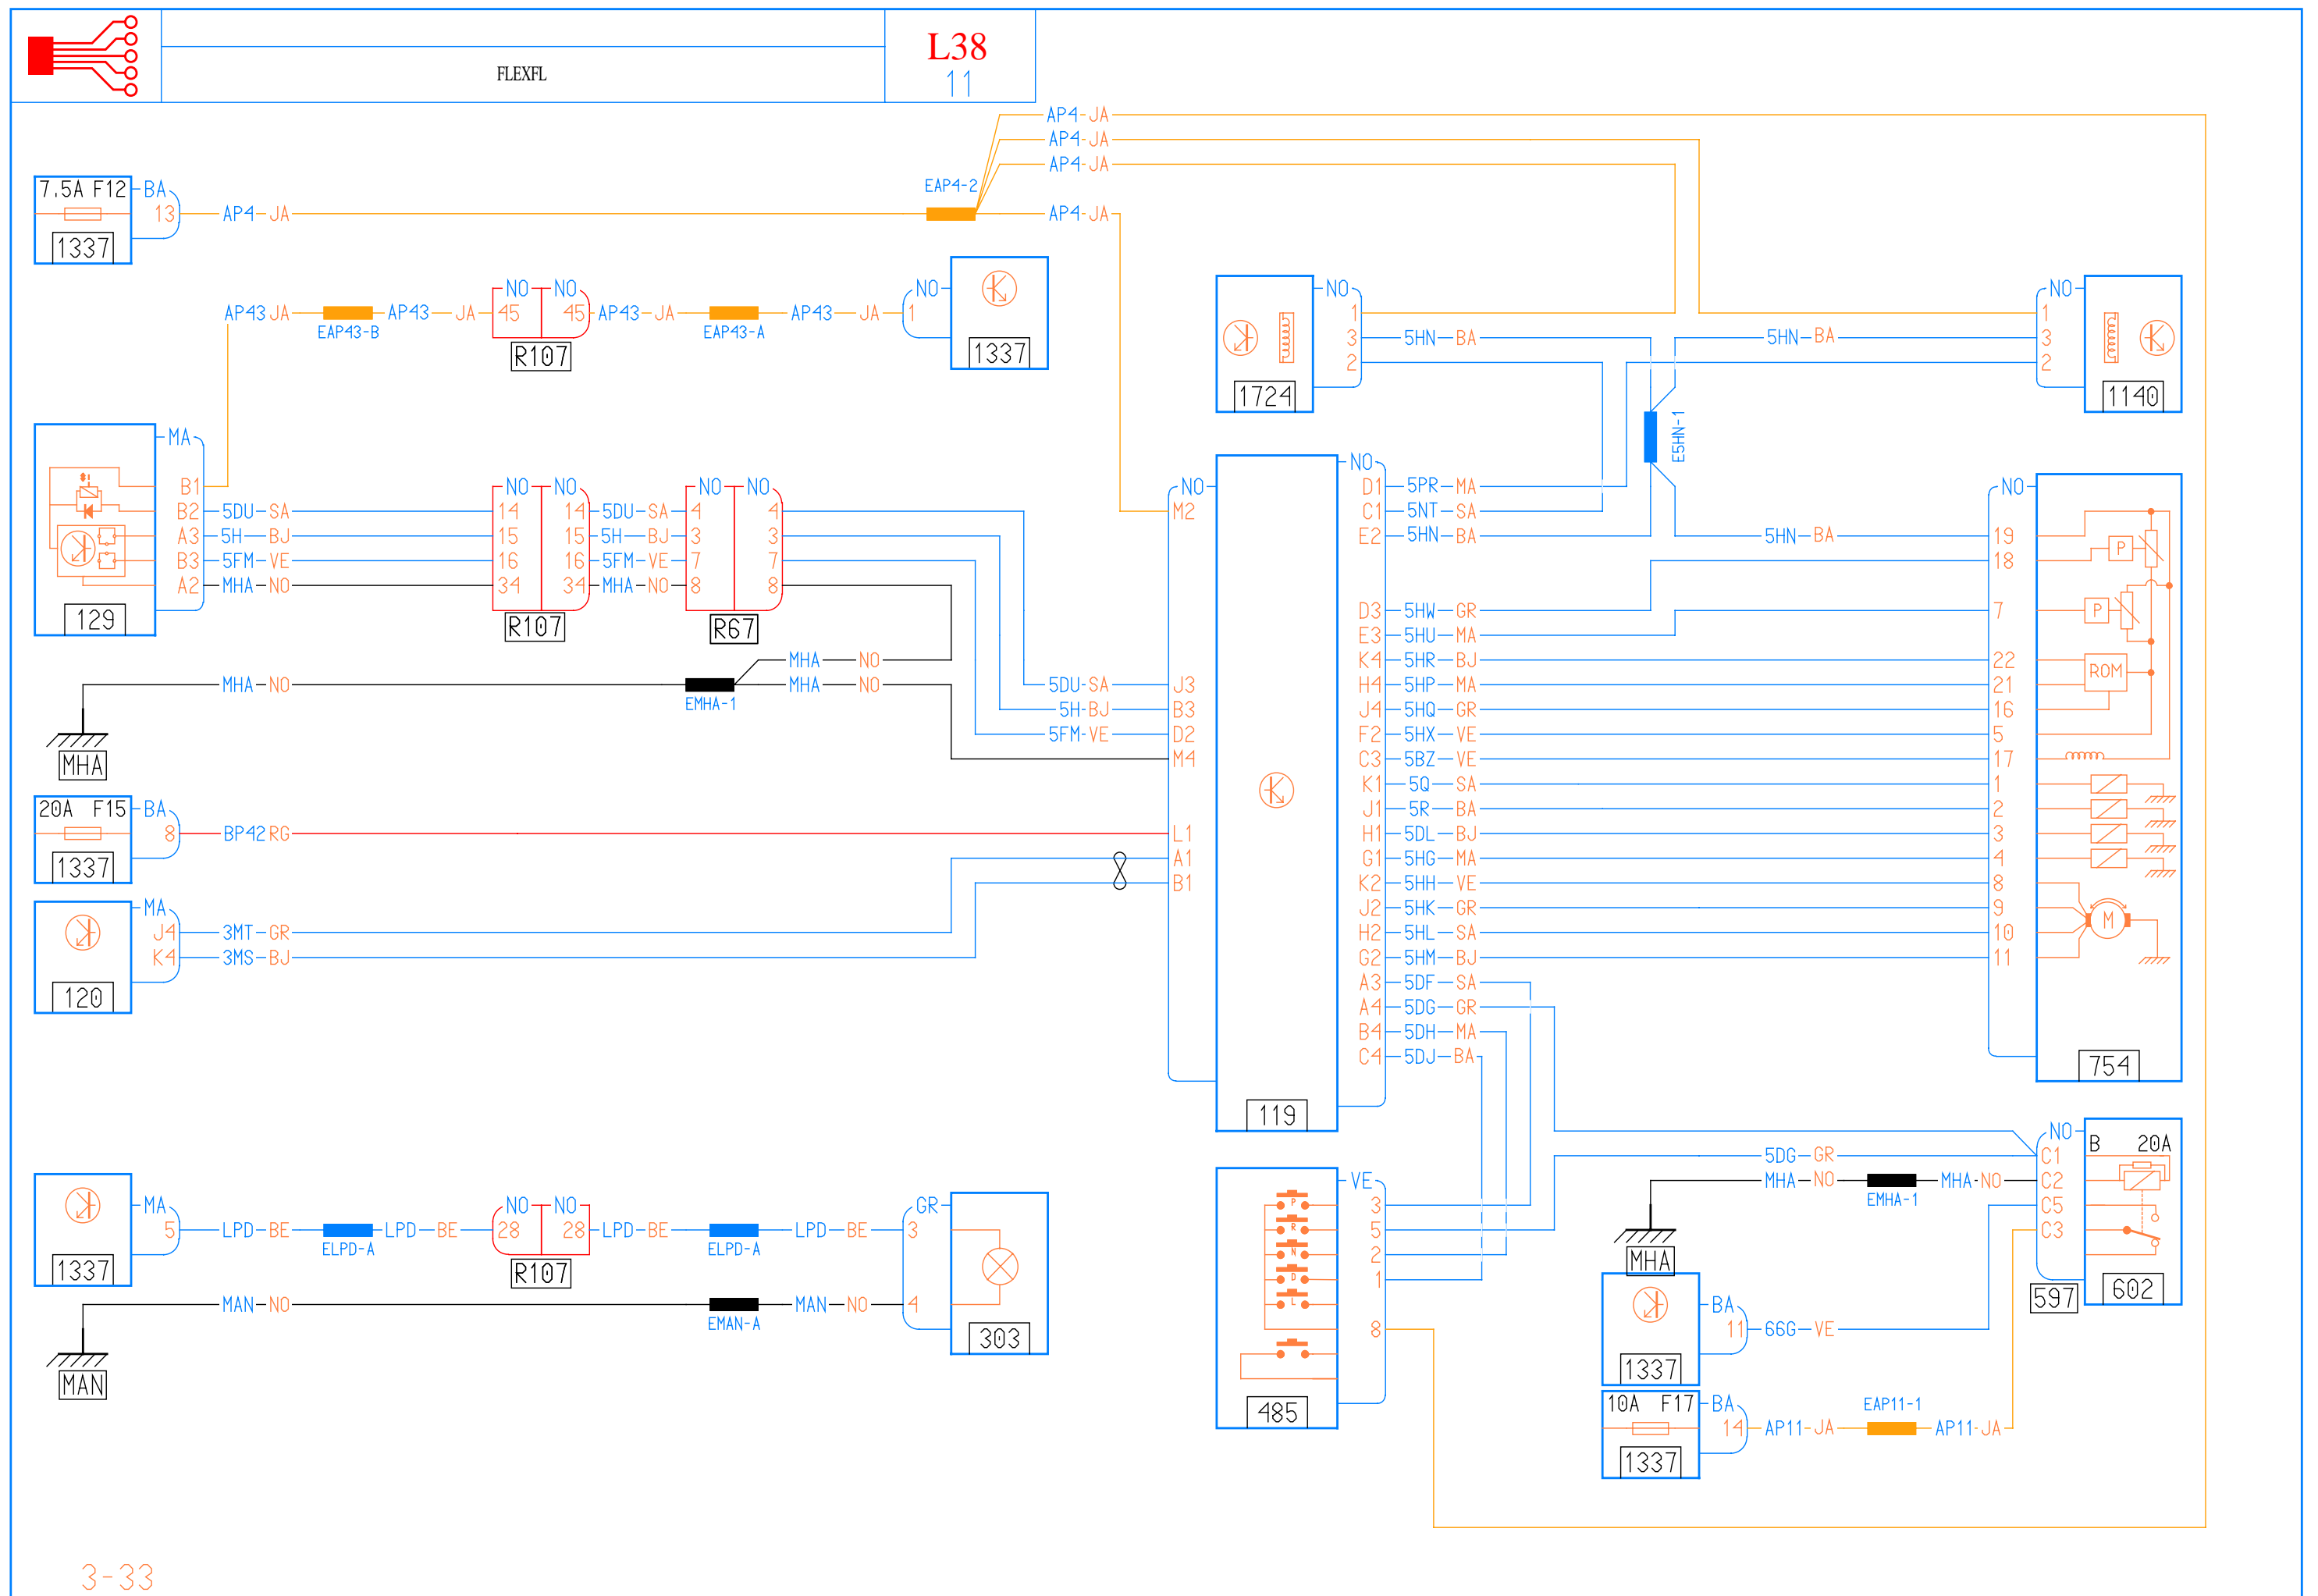 L38
FLEXFL
11
AP4 JA
AP4 JA
AP4 JA
7.5A F12 BA
13 AP4 JA EAP4-2 AP4 JA
1337
AP43 JA EAP43-B AP43 JA NO NO 45 45 R107 AP43 JA EAP43-A AP43 JA NO 1 1337
NO 1
3 5HN BA
2
1724
5HN BA NO 1
3
2
1140
E5HN-1
MA
B1
B2 5DU SA 14 14 5DU SA 4 4
A3 5H BJ 15 15 5H BJ 3 3
B3 5FM VE 16 16 5FM VE 7 7
A2 MHA NO 34 34 MHA NO 8 8
129
NO NO R107
NO NO R67
MHA NO
MHA NO EMHA-1 MHA NO
MHA
NO
M2
5DU SA J3
5H BJ B3
5FM VE D2
M4
20A F15 BA
8 BP42 RG L1
1337
A1
B1
MA
J4 3MT GR
K4 3MS BJ
120
119
NO NO
D1 5PR MA
C1 5NT SA
E2 5HN BA 5HN BA 19
18
D3 5HW GR 7
E3 5HU MA
K4 5HR BJ 22
H4 5HP MA 21
J4 5HQ GR 16
F2 5HX VE 5
C3 5BZ VE 17
K1 5Q SA 1
J1 5R BA 2
H1 5DL BJ 3
G1 5HG MA 4
K2 5HH VE 8
J2 5HK GR 9
H2 5HL SA 10
G2 5HM BJ 11
A3 5DF SA
A4 5DG GR
B4 5DH MA
C4 5DJ BA
P
P
ROM
M
754
MA
5 LPD BE ELPD-A LPD BE NO NO 28 28 LPD BE ELPD-A LPD BE GR 3
1337 R107
MAN NO EMAN-A MAN NO 4
303
MAN
VE
P 3
R 5
N 2
D 1
L
8
485
NO B 20A
5DG GR C1
MHA NO EMHA-1 MHA NO C2
C5
C3
MHA
597 602
BA
11 66G VE
1337
10A F17 BA
14 AP11 JA EAP11-1 AP11 JA
1337
3-33